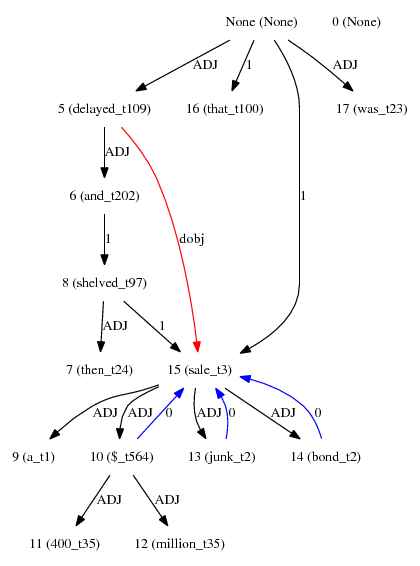 None (None) 0 (None)
ADJ 1 ADJ
5 (delayed_t109) 16 (that_t100) 17 (was_t23)
ADJ
6 (and_t202) 1
1 dobj
8 (shelved_t97)
ADJ 1
7 (then_t24) 15 (sale_t3)
ADJ ADJ 0 ADJ 0 ADJ 0
9 (a_t1) 10 ($_t564) 13 (junk_t2) 14 (bond_t2)
ADJ ADJ
11 (400_t35) 12 (million_t35)